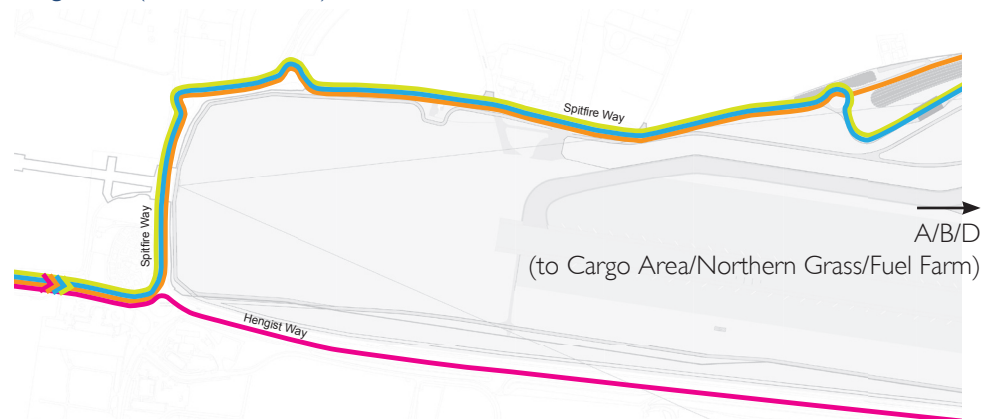 Spitfire Way
Spitfire Way
A/B/D
(to Cargo Area/Northern Grass/Fuel Farm)
Hengist Way